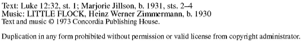 Text: Luke 12:32, st. 1; Marjorie Jillson, b. 1931, sts. 2–4
Music: LITTLE FLOCK, Heinz Werner Zimmermann, b. 1930
Text and music © 1973 Concordia Publishing House.
Duplication in any form prohibited without permission or valid license from copyright administrator.